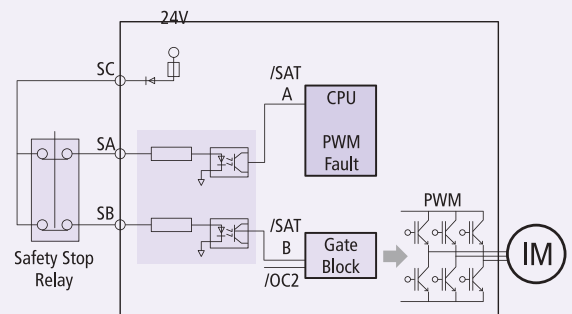 24V
SC
/SAT
A
CPU
PWM
Fault
SA
SB
/SAT
B
/OC2
Gate
Block
PWM
IM
Safety Stop
Relay